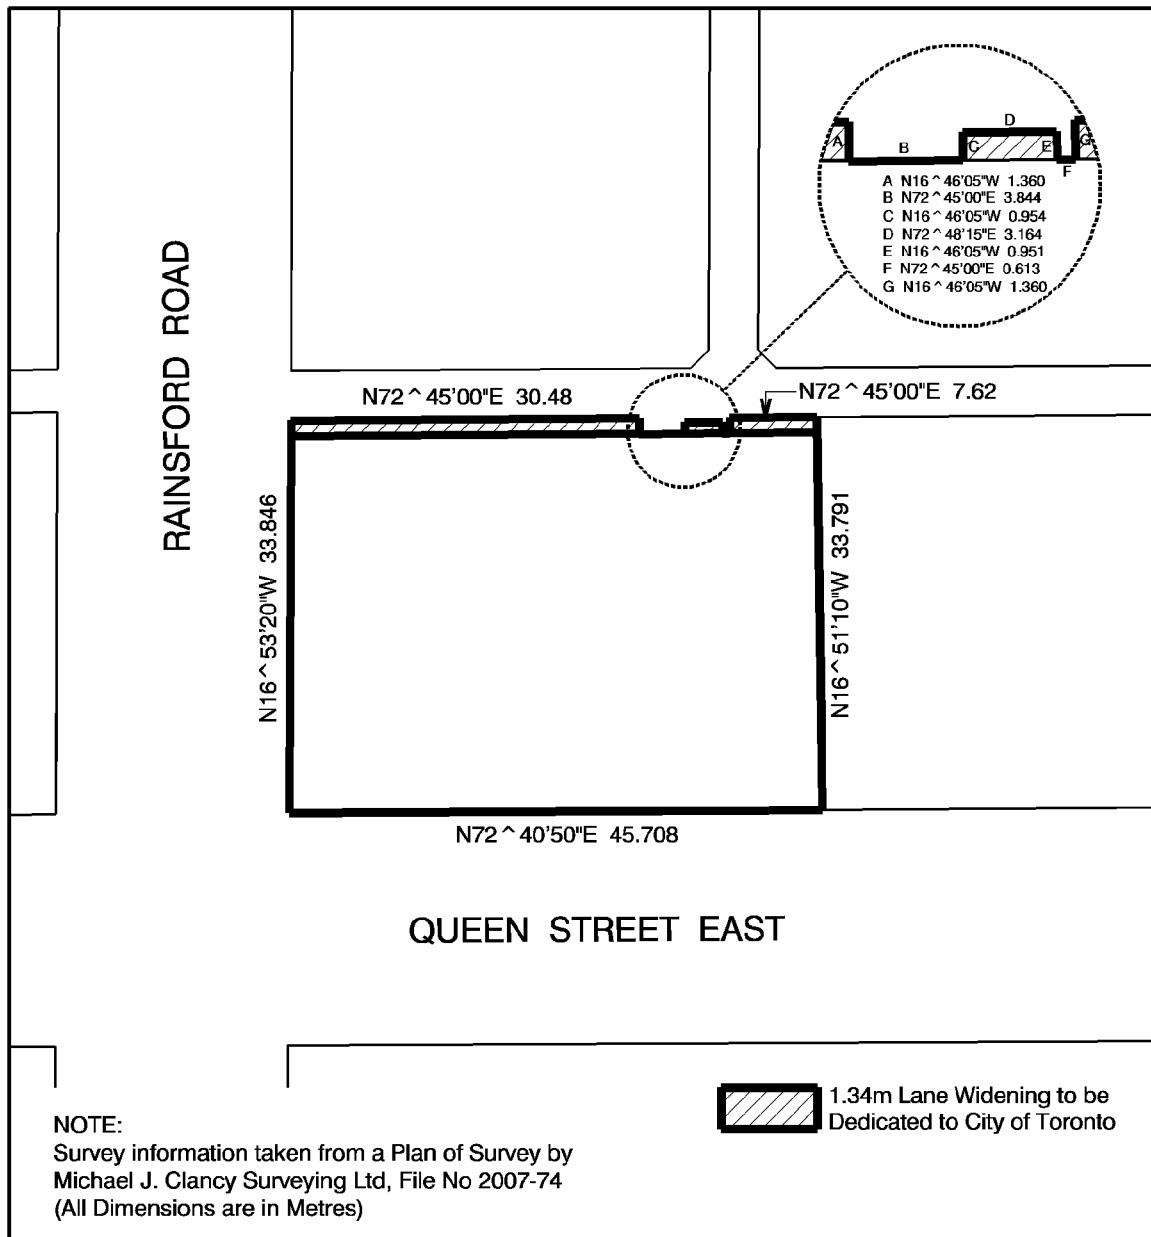 D
A
B
C
E
G
F
A N16^46'05"W 1.360
B N72^45'00"E 3.844
C N16^46'05"W 0.954
D N72^48'15"E 3.164
E N16^46'05"W 0.951
F N72^45'00"E 0.613
G N16^46'05"W 1.360
RAINSFORD ROAD
N72^45'00"E 30.48
N72^45'00"E 7.62
N16^53'20"W 33.846
N16^51'10"W 33.791
N72^40'50"E 45.708
QUEEN STREET EAST
1.34m Lane Widening to be
Dedicated to City of Toronto
NOTE:
Survey information taken from a Plan of Survey by
Michael J. Clancy Surveying Ltd, File No 2007-74
(All Dimensions are in Metres)